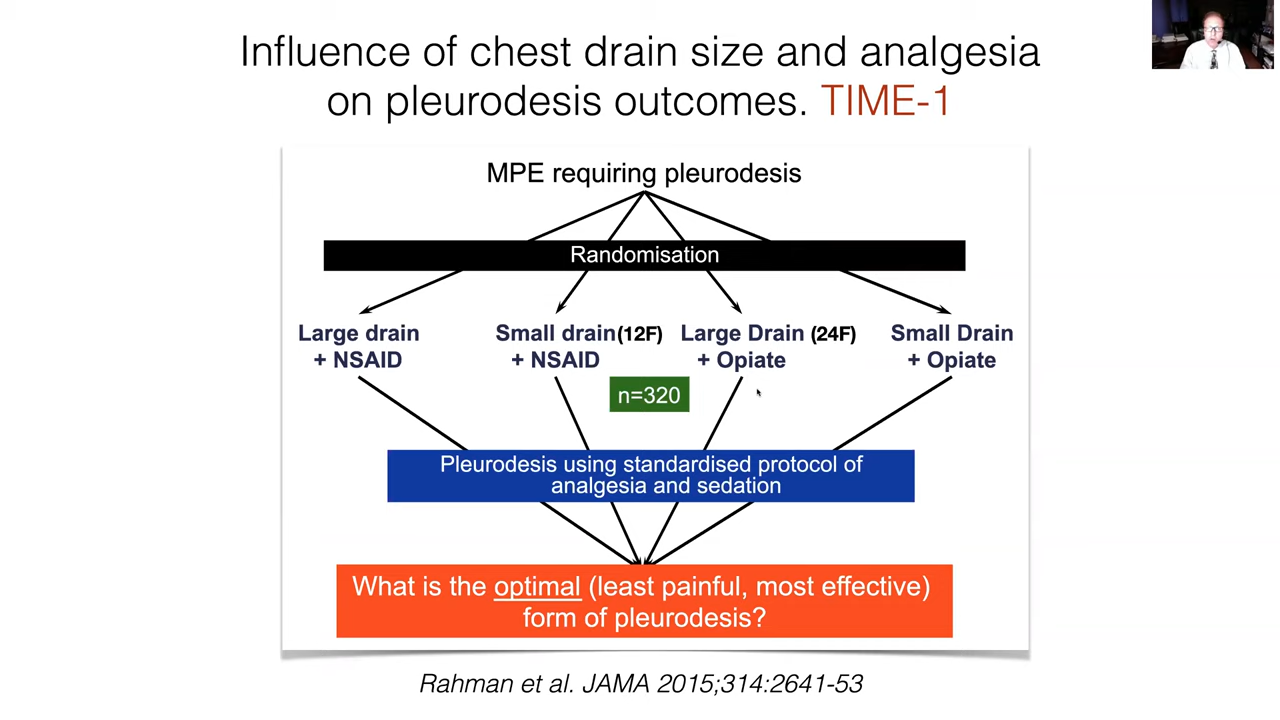 Influence of chest drain size and analgesia
on pleurodesis outcomes. TIME-1
MPE requiring pleurodesis
Randomisation
Large drain
+ NSAID
Small drain(12F)
+ NSAID
Large Drain (24F)
+ Opiate
Small Drain
+ Opiate
n=320
Pleurodesis using standardised protocol of
analgesia and sedation
What is the optimal (least painful, most effective)
form of pleurodesis?
Rahman et al. JAMA 2015;314:2641-53